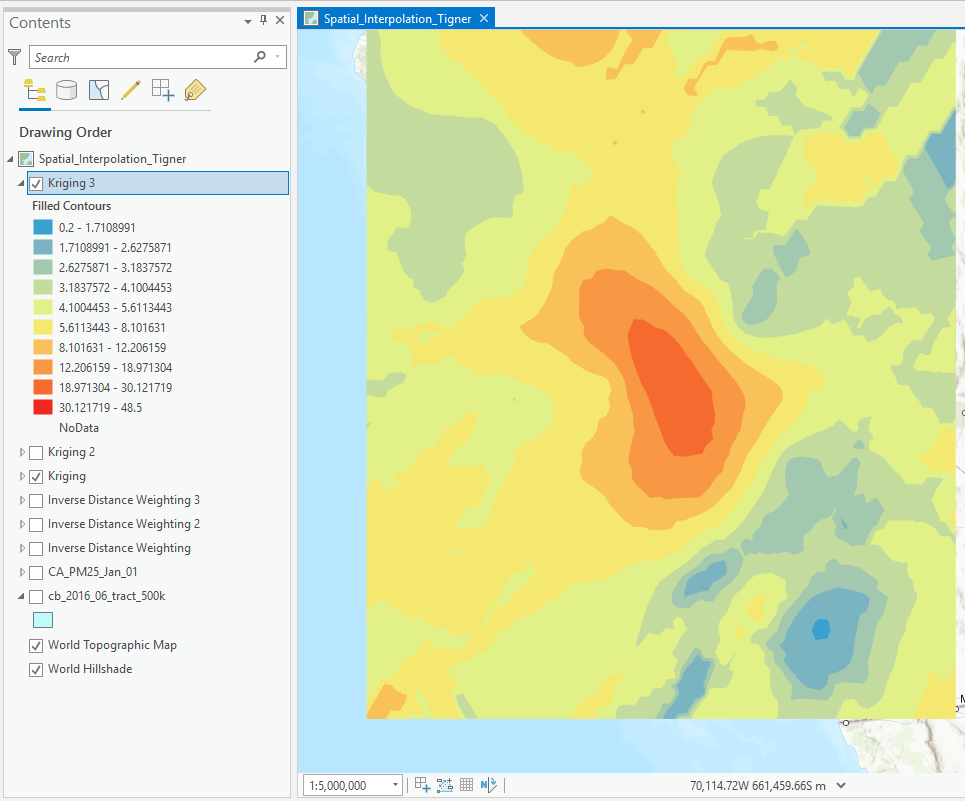 Contents
Spatial_Interpolation_Tigner
Search
Drawing Order
Spatial_Interpolation_Tigner
Kriging 3
Filled Contours
0.2 - 1.7108991
1.7108991 - 2.6275871
2.6275871 - 3.1837572
3.1837572 - 4.1004453
4.1004453 - 5.6113443
5.6113443 - 8.101631
8.101631 - 12.206159
12.206159 - 18.971304
18.971304 - 30.121719
30.121719 - 48.5
NoData
Kriging 2
Kriging
Inverse Distance Weighting 3
Inverse Distance Weighting 2
Inverse Distance Weighting
CA_PM25_Jan_01
cb_2016_06_tract_500k
World Topographic Map
World Hillshade
M
1:5,000,000
N
70,114.72W 661,459.66S m